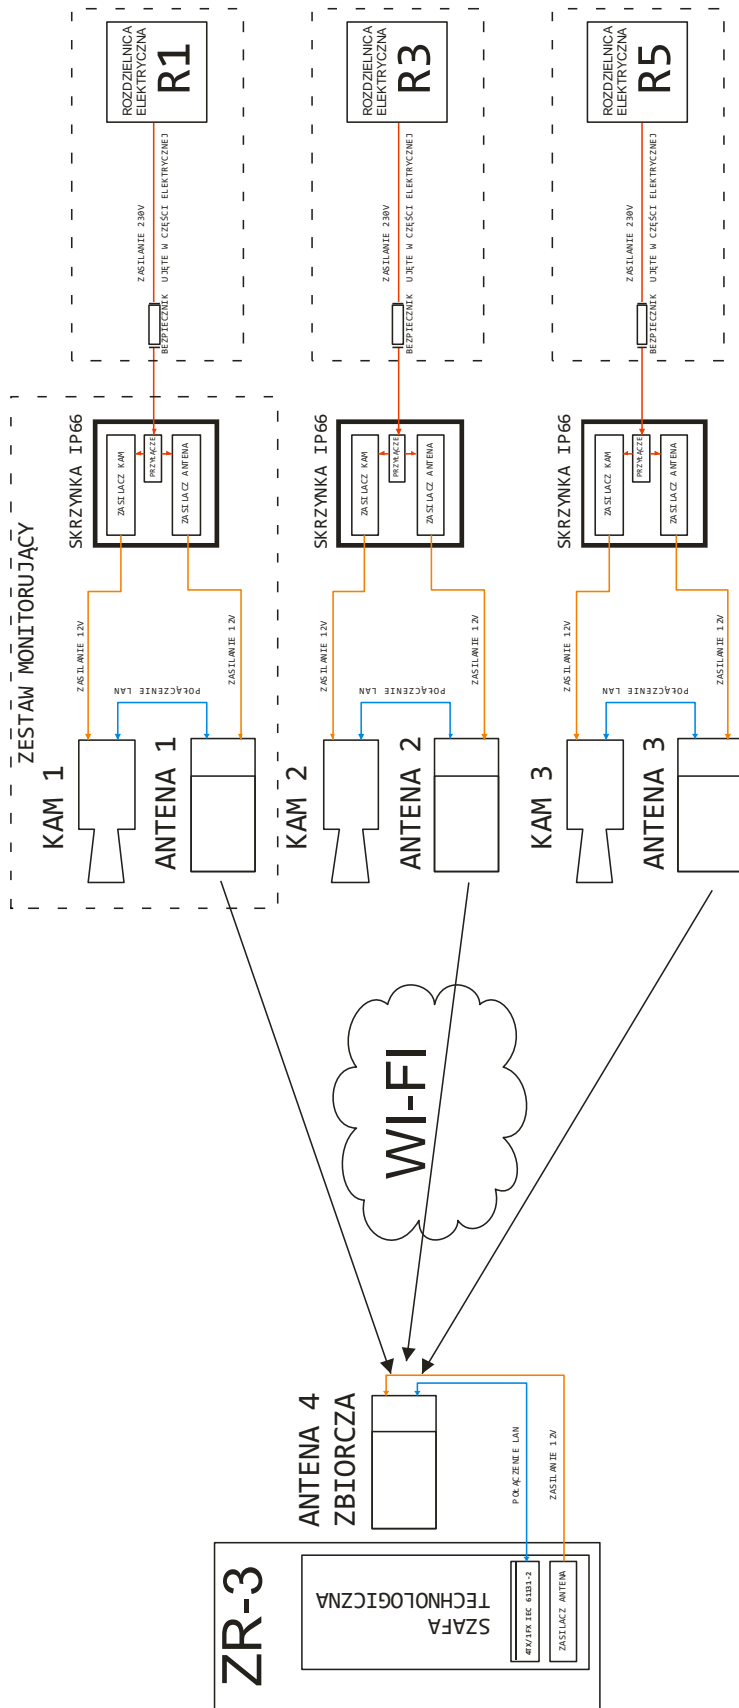 ROZDZIELNICA
ELEKTRYCZNA
R1
ZASILANIE 230V
UJĘTE W CZĘŚCI ELEKTRYCZNEJ
BEZPIECZNIK
ROZDZIELNICA
ELEKTRYCZNA
R3
ZASILANIE 230V
UJĘTE W CZĘŚCI ELEKTRYCZNEJ
BEZPIECZNIK
ROZDZIELNICA
ELEKTRYCZNA
R5
ZASILANIE 230V
UJĘTE W CZĘŚCI ELEKTRYCZNEJ
BEZPIECZNIK
ZESTAW MONITORUJĄCY
SKRZYNKA IP66
ZASILACZ KAM
PRZYŁĄCZE
ZASILACZ ANTENA
ZASILANIE 12V
POŁĄCZENIE LAN
ZASILANIE 12V
KAM 1
ANTENA 1
SKRZYNKA IP66
ZASILACZ KAM
PRZYŁĄCZE
ZASILACZ ANTENA
ZASILANIE 12V
POŁĄCZENIE LAN
ZASILANIE 12V
KAM 2
ANTENA 2
SKRZYNKA IP66
ZASILACZ KAM
PRZYŁĄCZE
ZASILACZ ANTENA
ZASILANIE 12V
POŁĄCZENIE LAN
ZASILANIE 12V
KAM 3
ANTENA 3
WI-FI
ANTENA 4
ZBIORCZA
POŁĄCZENIE LAN
ZASILANIE 12V
ZR-3
SZAFA
TECHNOLOGICZNA
4TX/1FX IEC 61131-2
ZASILACZ ANTENA